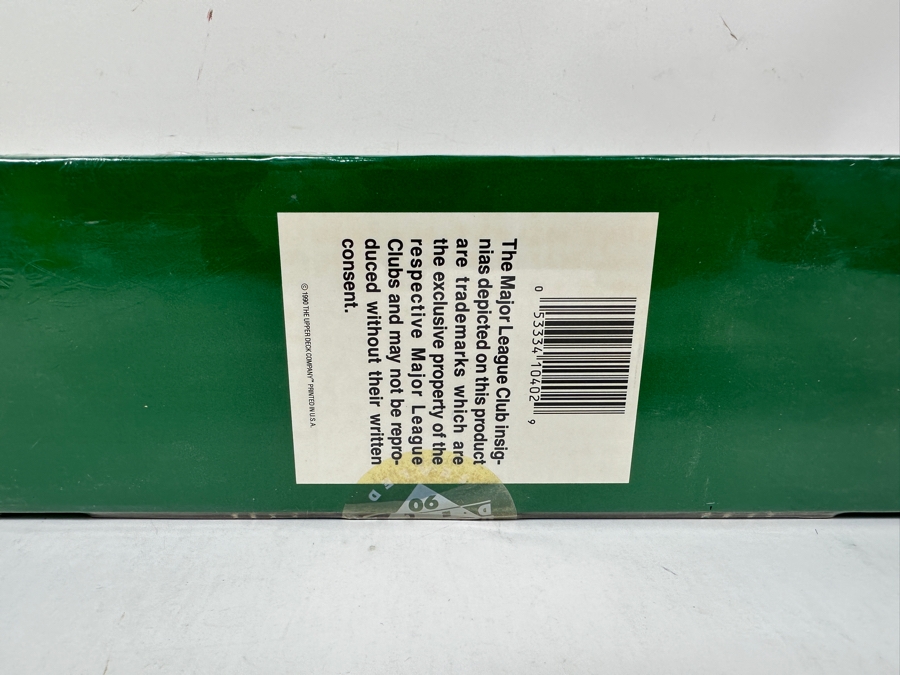 0 53334 10402 9
The Major League Club insig-
nias depicted on this product
are trademarks which are
the exclusive property of the
respective Major League
Clubs and may not be repro-
duced without their written
consent.
© 1990 THE UPPER DECK COMPANY™ PRINTED IN U.S.A.
90